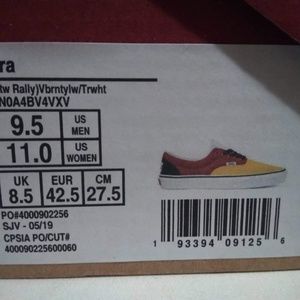 ra
tw Rally)Vbrntylw/Trwht
N0A4BV4VXV
9.5 US MEN
11.0 US WOMEN
UK EUR CM
8.5 42.5 27.5
PO#4000902256
SJV - 05/19
CPSIA PO/CUT#
400090225600060
1 93394 09125 6